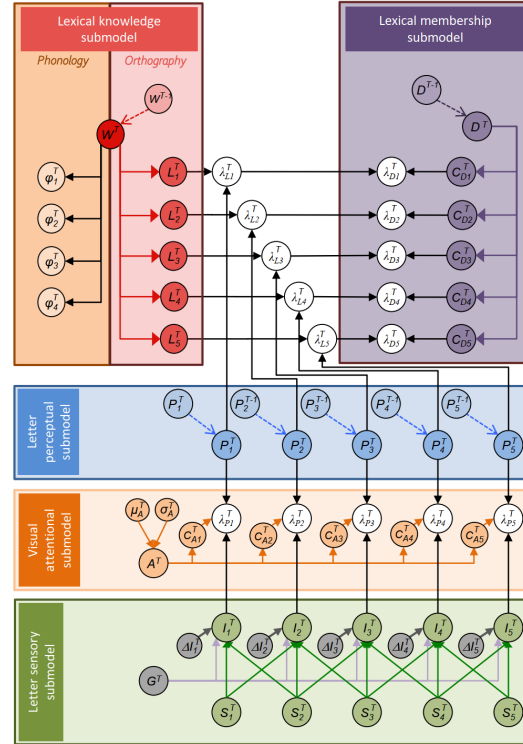 Lexical knowledge
submodel
Lexical membership
submodel
Phonology
Orthography
W^{T-1}
D^{T-1}
W^T
D^T
φ_1^T L_1^T λ_{L1}^T λ_{D1}^T C_{D1}^T
φ_2^T L_2^T λ_{L2}^T λ_{D2}^T C_{D2}^T
φ_3^T L_3^T λ_{L3}^T λ_{D3}^T C_{D3}^T
φ_4^T L_4^T λ_{L4}^T λ_{D4}^T C_{D4}^T
L_5^T λ_{L5}^T λ_{D5}^T C_{D5}^T
Letter
perceptual
submodel
P_1^{T-1} P_2^{T-1} P_3^{T-1} P_4^{T-1} P_5^{T-1}
P_1^T P_2^T P_3^T P_4^T P_5^T
Visual
attentional
submodel
μ_A^T σ_A^T λ_{P1}^T λ_{P2}^T λ_{P3}^T λ_{P4}^T λ_{P5}^T
C_{A1}^T C_{A2}^T C_{A3}^T C_{A4}^T C_{A5}^T
A^T
Letter sensory
submodel
I_1^T I_2^T I_3^T I_4^T I_5^T
ΔI_1^T ΔI_2^T ΔI_3^T ΔI_4^T ΔI_5^T
G^T
S_1^T S_2^T S_3^T S_4^T S_5^T